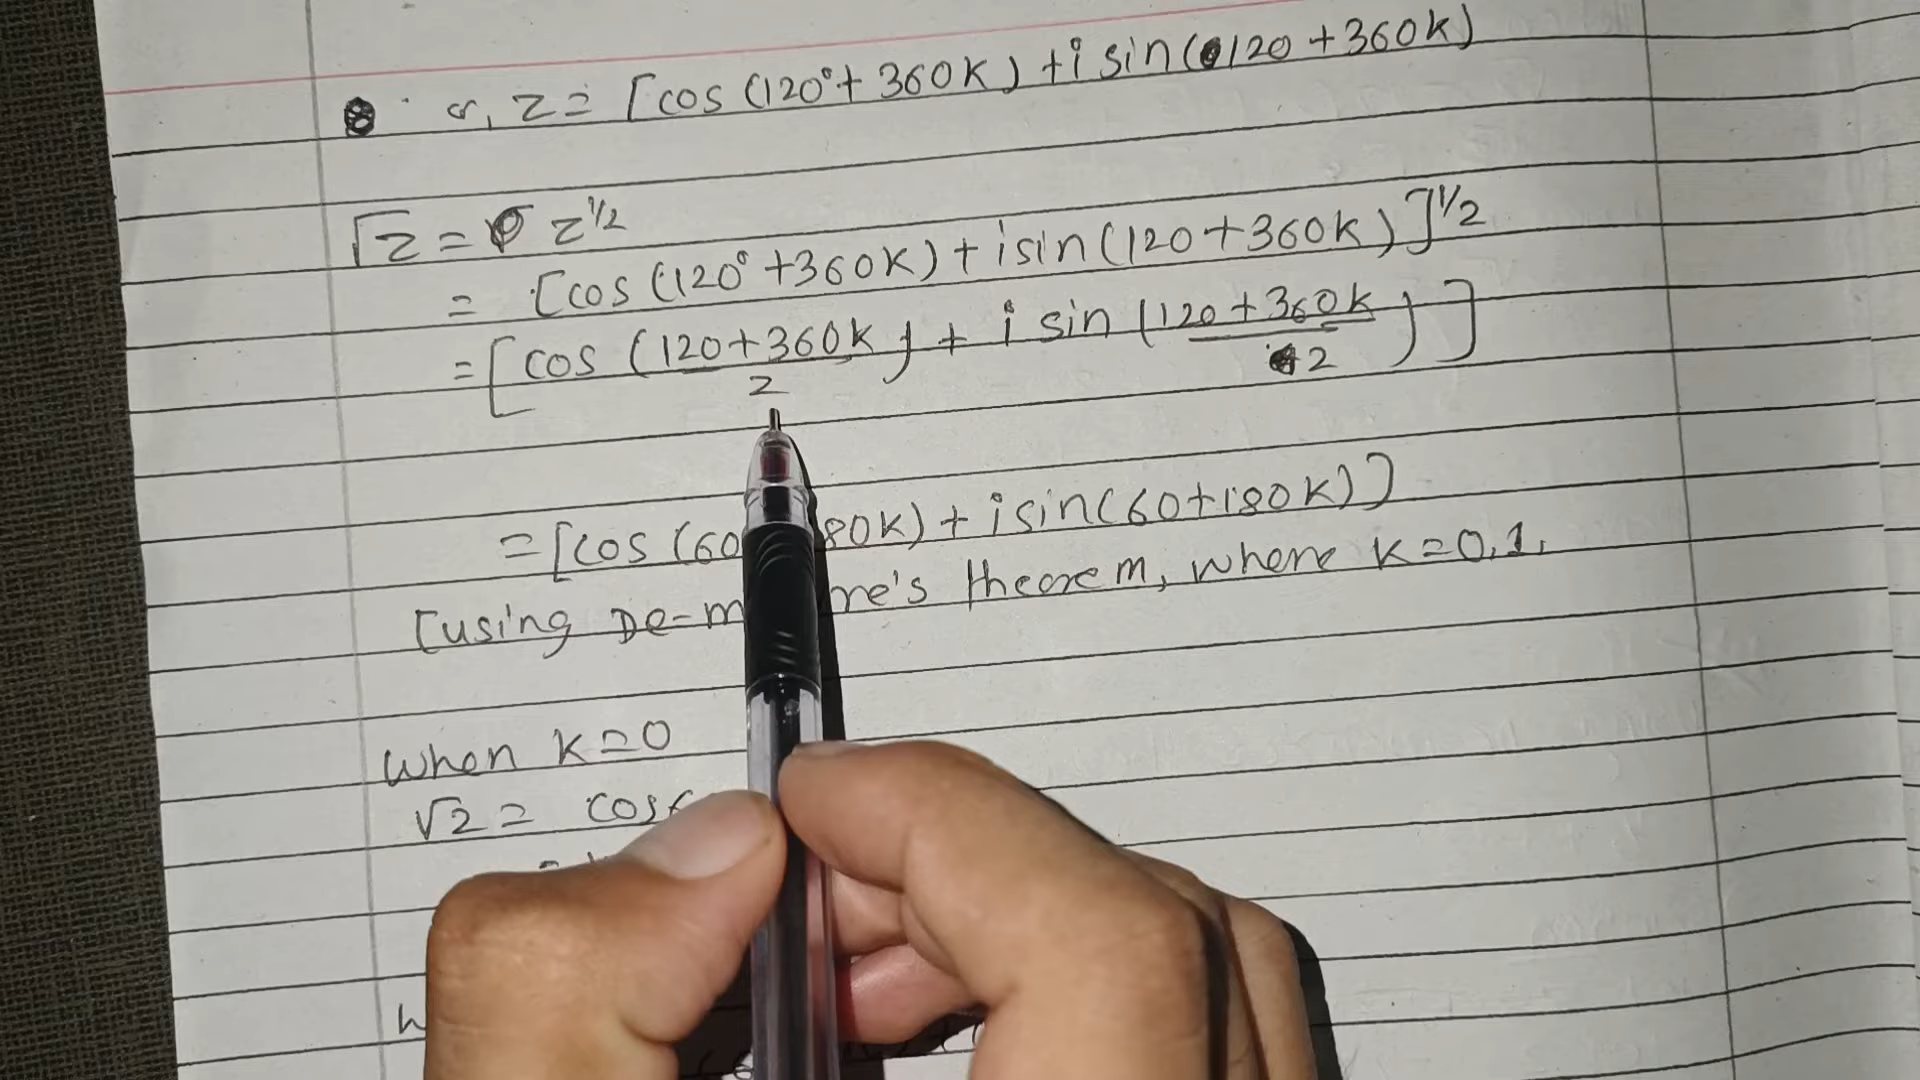 or, z = [cos (120°+ 360K) + i sin(120 + 360K)
√z = z^1/2
= [cos (120° +360K) + i sin (120 + 360K) ]^1/2
= [cos (120+360K / 2) + i sin (120 + 360K / 2) ]
= [cos (60 80K) + i sin(60+180K)]
[using De- theorem, where K=0,1,
When K=0
√z =